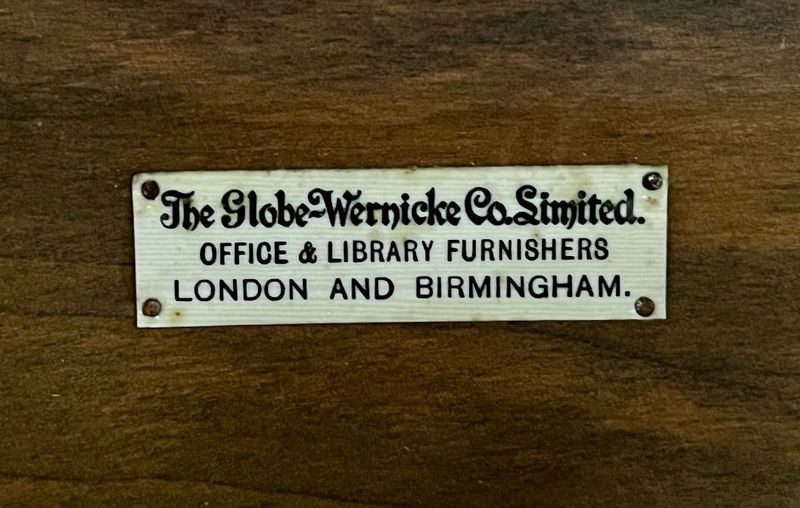 The Globe-Wernicke Co. Limited.
OFFICE & LIBRARY FURNISHERS
LONDON AND BIRMINGHAM.